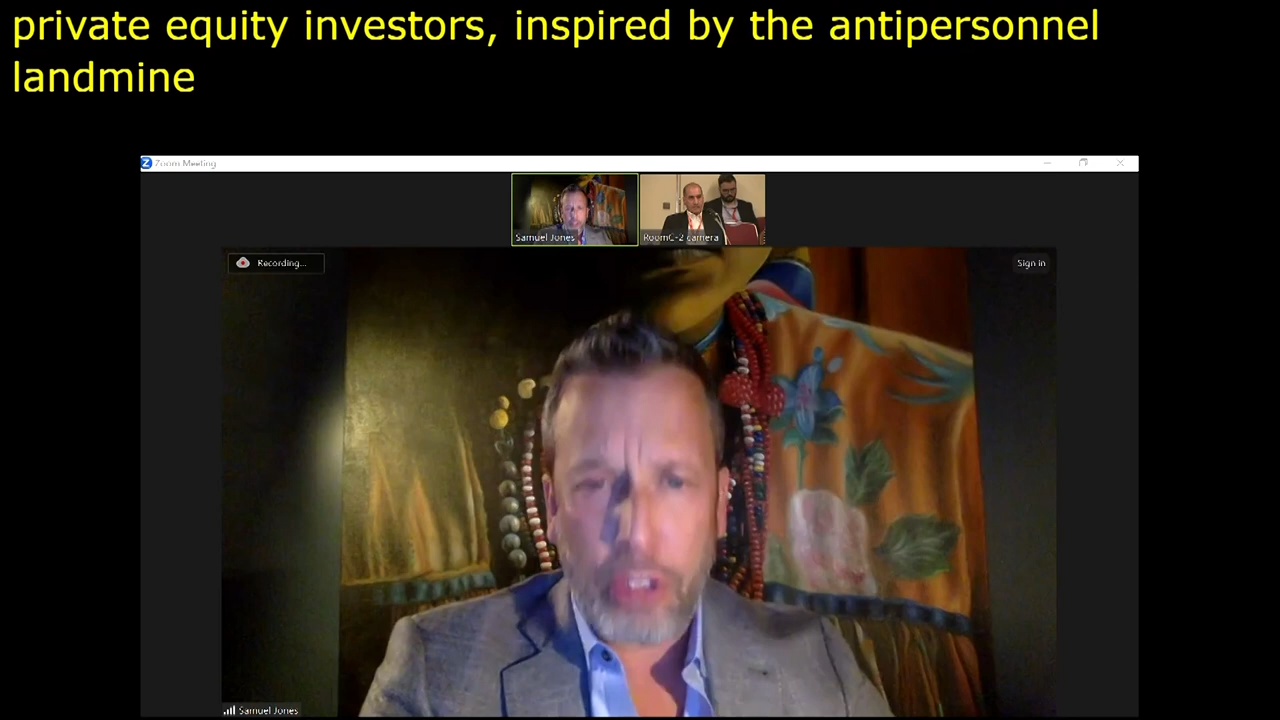 private equity investors, inspired by the antipersonnel
landmine
Zoom Meeting
Samuel Jones
RoomC-2 camera
Recording...
Sign in
Samuel Jones